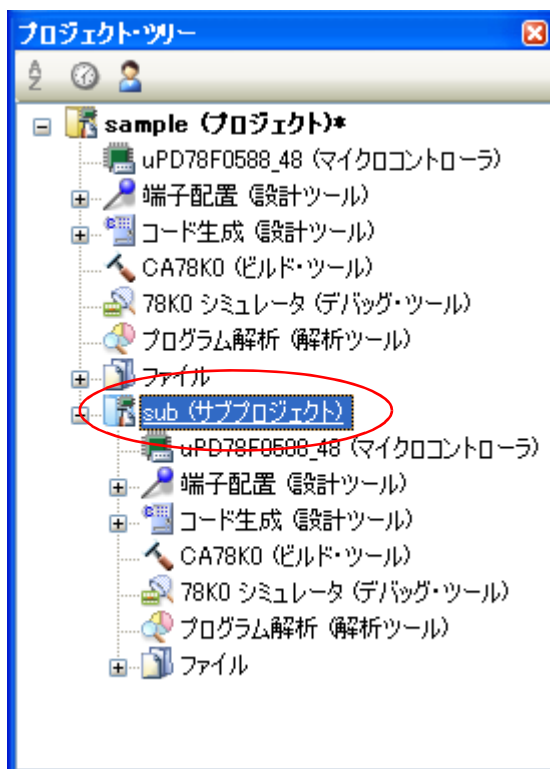 プロジェクト・ツリー
sample (プロジェクト)*
uPD78F0588_48 (マイクロコントローラ)
端子配置 (設計ツール)
コード生成 (設計ツール)
CA78K0 (ビルド・ツール)
78K0 シミュレータ (デバッグ・ツール)
プログラム解析 (解析ツール)
ファイル
sub (サブプロジェクト)
uPD78F0588_48 (マイクロコントローラ)
端子配置 (設計ツール)
コード生成 (設計ツール)
CA78K0 (ビルド・ツール)
78K0 シミュレータ (デバッグ・ツール)
プログラム解析 (解析ツール)
ファイル